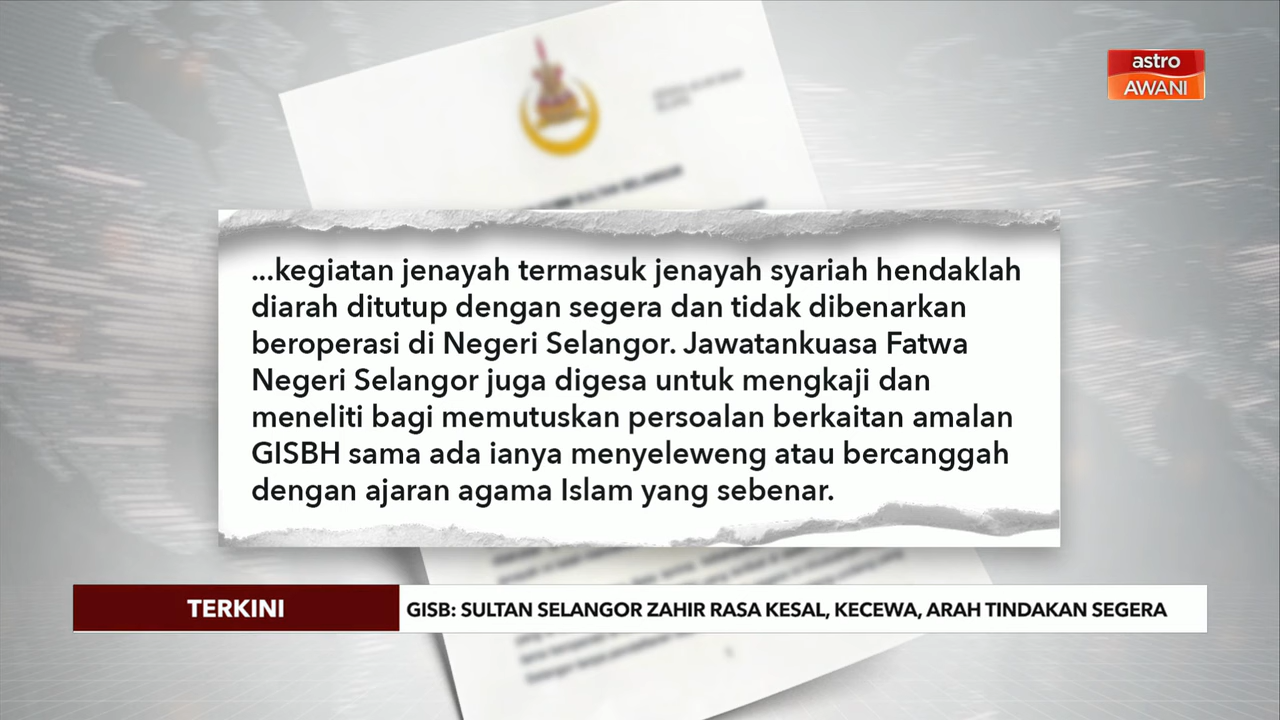 astro
AWANI
...kegiatan jenayah termasuk jenayah syariah hendaklah
diarah ditutup dengan segera dan tidak dibenarkan
beroperasi di Negeri Selangor. Jawatankuasa Fatwa
Negeri Selangor juga digesa untuk mengkaji dan
meneliti bagi memutuskan persoalan berkaitan amalan
GISBH sama ada ianya menyeleweng atau bercanggah
dengan ajaran agama Islam yang sebenar.
TERKINI
GISB: SULTAN SELANGOR ZAHIR RASA KESAL, KECEWA, ARAH TINDAKAN SEGERA